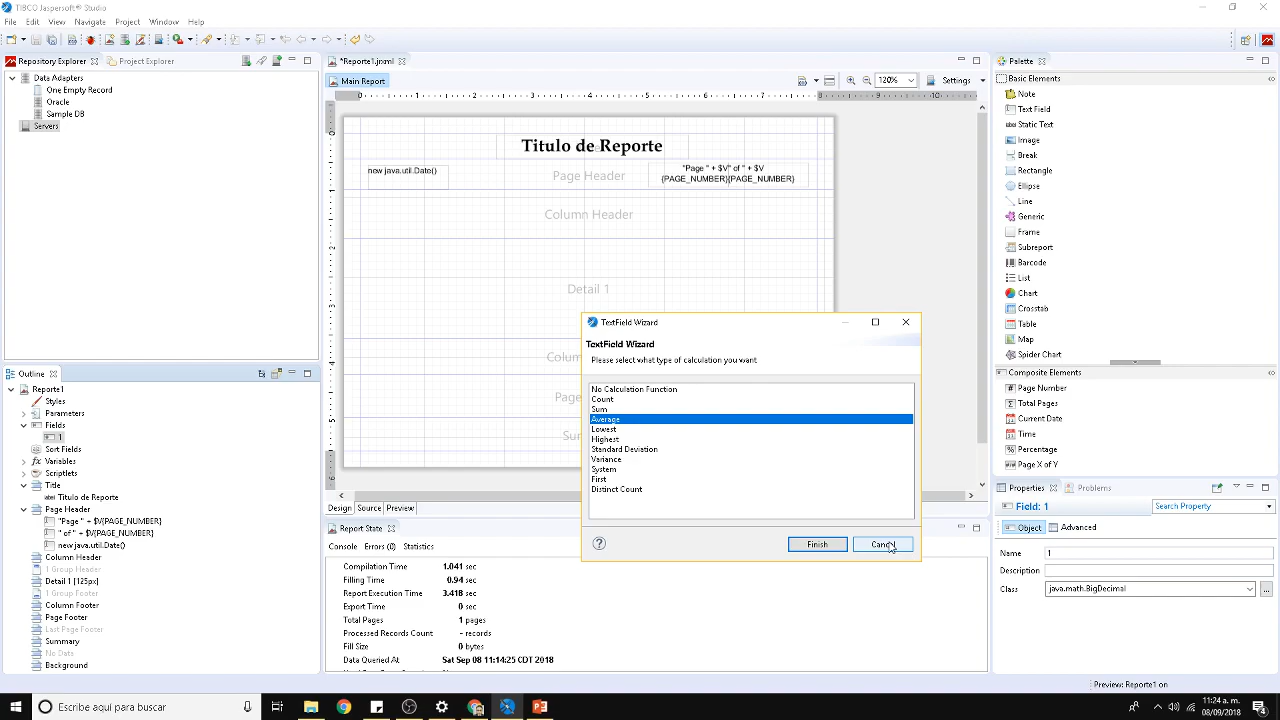 TIBCO Jaspersoft® Studio
File Edit View Navigate Project Window Help
Repository Explorer Project Explorer
Data Adapters
One Empty Record
Oracle
Sample DB
Servers
*Reporte1.jrxml
Main Report
120% Settings
Titulo de Reporte
new java.util.Date()
Page Header
"Page " + $V" of " + $V
{PAGE_NUMBER}{PAGE_NUMBER}
Column Header
Detail 1
TextField Wizard
TextField Wizard
Please select what type of calculation you want
No Calculation Function
Count
Sum
Average
Lowest
Highest
Standard Deviation
Variance
System
First
Distinct Count
Finish Cancel
Design Source Preview
Report State
Console Errors (0) Statistics
Compilation Time 1.041 sec
Filling Time 0.94 sec
Report Execution Time 3.418 sec
Export Time 0 sec
Total Pages 1 pages
Processed Records Count - records
Fill Size 0 bytes
Data Queried At Sat Sep 08 11:14:25 CDT 2018
Outline
Reporte1
Styles
Parameters
Fields
1
Sort Fields
Variables
Scriptlets
Title
Titulo de Reporte
Page Header
"Page " + $V{PAGE_NUMBER}
" of " + $V{PAGE_NUMBER}
new java.util.Date()
Column Header
1 Group Header
Detail 1 [125px]
1 Group Footer
Column Footer
Page Footer
Last Page Footer
Summary
No Data
Background
Palette
Basic Elements
Note
Text Field
Static Text
Image
Break
Rectangle
Ellipse
Line
Generic
Frame
Subreport
Barcode
List
Chart
Crosstab
Table
Map
Spider Chart
Composite Elements
Page Number
Total Pages
Current Date
Time
Percentage
Page X of Y
Properties Problems
Field: 1 Search Property
Object Advanced
Name 1
Description
Class java.math.BigDecimal
Preview: Reporte1 on
Escribe aquí para buscar
11:24 a. m.
08/09/2018